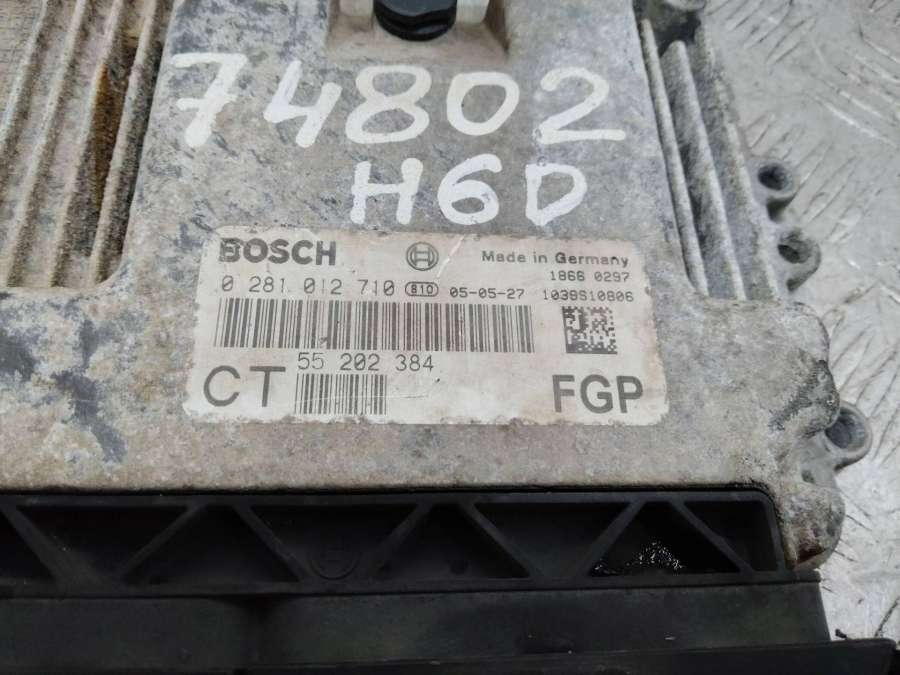 74802
H6D
BOSCH Made in Germany
1866 0297
0 281 012 710 810 05-05-27 1039S10806
55 202 384
CT FGP